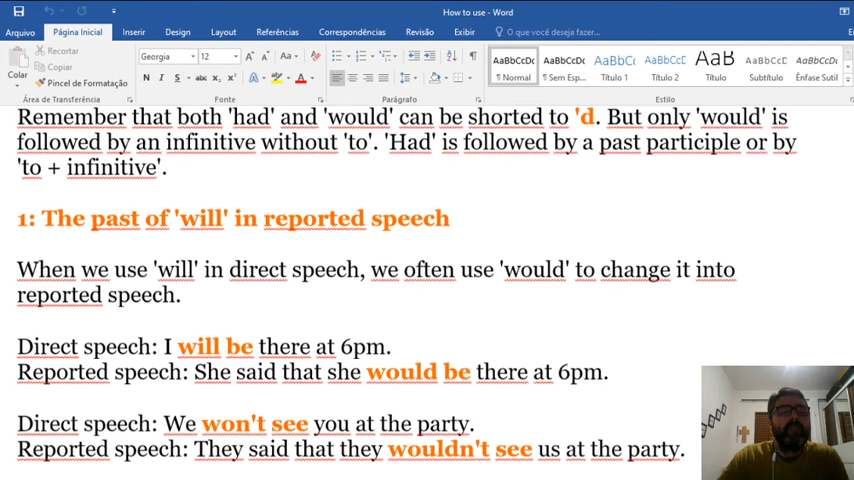 How to use - Word
Arquivo Página Inicial Inserir Design Layout Referências Correspondências Revisão Exibir O que você deseja fazer...
Recortar
Copiar
Pincel de Formatação
Colar
Georgia 12 A A Aa
N I S abc X₂ X² A A
AaBbCcDc AaBbCcDc AaBbC AaBbCcD AaB AaBbCcD AaBbCcDc
¶ Normal ¶ Sem Esp... Título 1 Título 2 Título Subtítulo Ênfase Sutil
Área de Transferência Fonte Parágrafo Estilo
Remember that both 'had' and 'would' can be shorted to 'd. But only 'would' is
followed by an infinitive without 'to'. 'Had' is followed by a past participle or by
'to + infinitive'.
1: The past of 'will' in reported speech
When we use 'will' in direct speech, we often use 'would' to change it into
reported speech.
Direct speech: I will be there at 6pm.
Reported speech: She said that she would be there at 6pm.
Direct speech: We won't see you at the party.
Reported speech: They said that they wouldn't see us at the party.